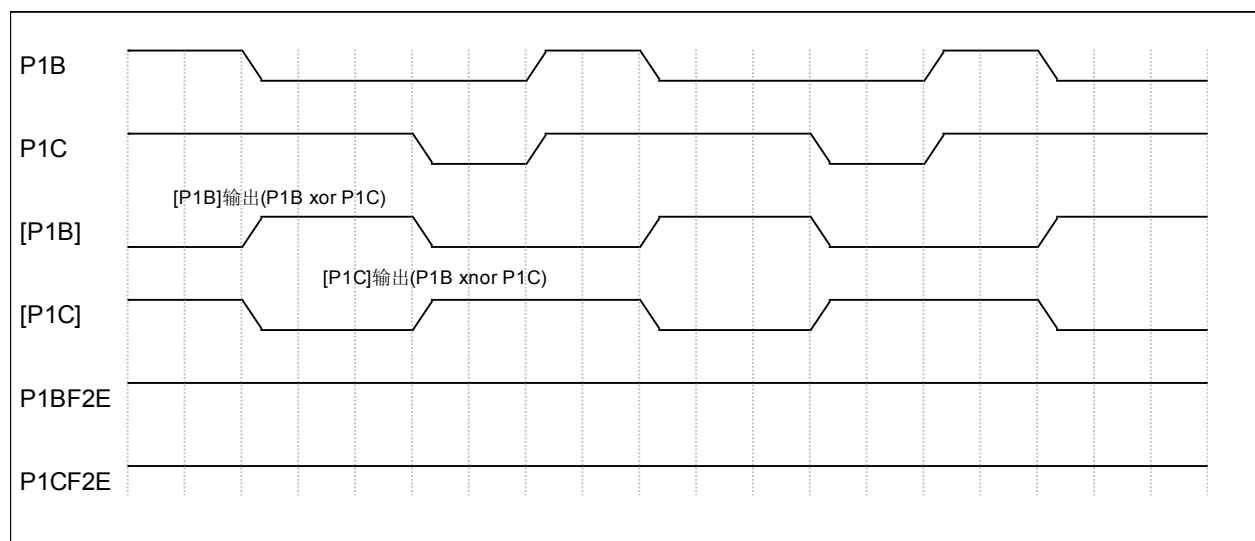 P1B
P1C
[P1B]输出(P1B xor P1C)
[P1B]
[P1C]输出(P1B xnor P1C)
[P1C]
P1BF2E
P1CF2E